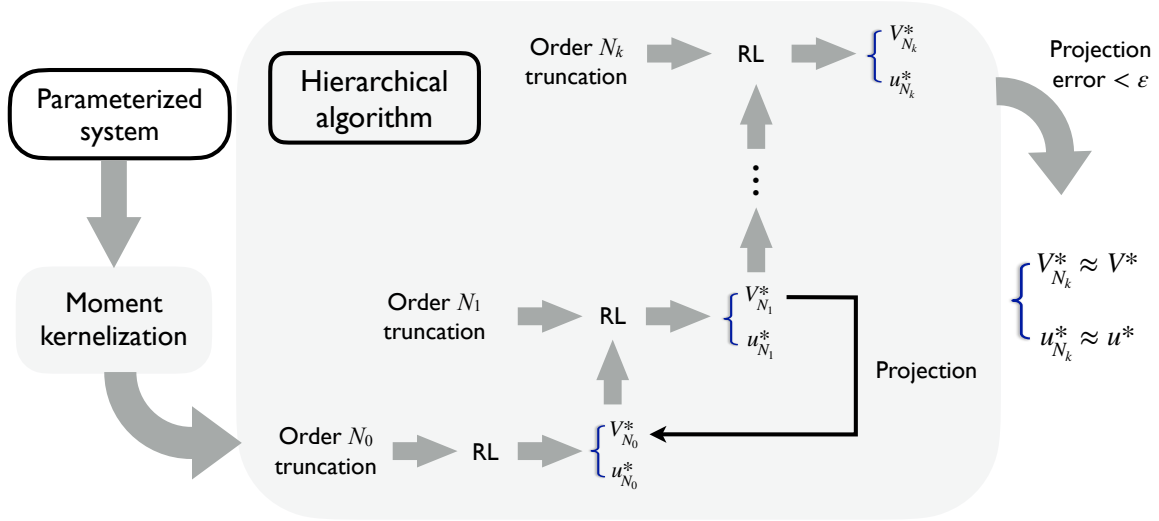 Parameterized
system
Moment
kernelization
Hierarchical
algorithm
Order N_k
truncation
RL
V*_{N_k}
u*_{N_k}
Projection
error < ε
⋮
Order N_1
truncation
RL
V*_{N_1}
u*_{N_1}
Projection
Order N_0
truncation
RL
V*_{N_0}
u*_{N_0}
V*_{N_k} ≈ V*
u*_{N_k} ≈ u*